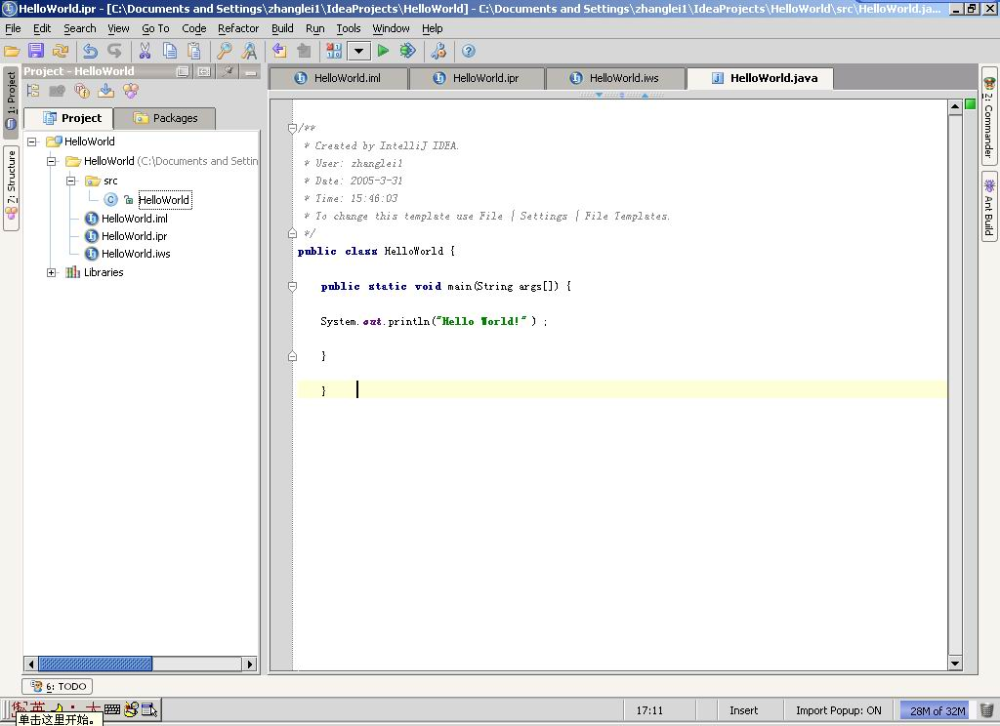 HelloWorld.ipr - [C:\Documents and Settings\zhanglei1\IdeaProjects\HelloWorld] - C:\Documents and Settings\zhanglei1\IdeaProjects\HelloWorld\src\HelloWorld.ja...
File Edit Search View Go To Code Refactor Build Run Tools Window Help
Project - HelloWorld
HelloWorld.iml HelloWorld.ipr HelloWorld.iws HelloWorld.java
1: Project
7: Structure
Project Packages
HelloWorld
HelloWorld (C:\Documents and Settin
src
HelloWorld
HelloWorld.iml
HelloWorld.ipr
HelloWorld.iws
Libraries
/**
* Created by IntelliJ IDEA.
* User: zhanglei1
* Date: 2005-3-31
* Time: 15:46:03
* To change this template use File | Settings | File Templates.
*/
public class HelloWorld {
public static void main(String args[]) {
System.out.println("Hello World!" ) ;
}
}
2: Commander
Ant Build
6: TODO
英
单击这里开始。
17:11 Insert Import Popup: ON 28M of 32M